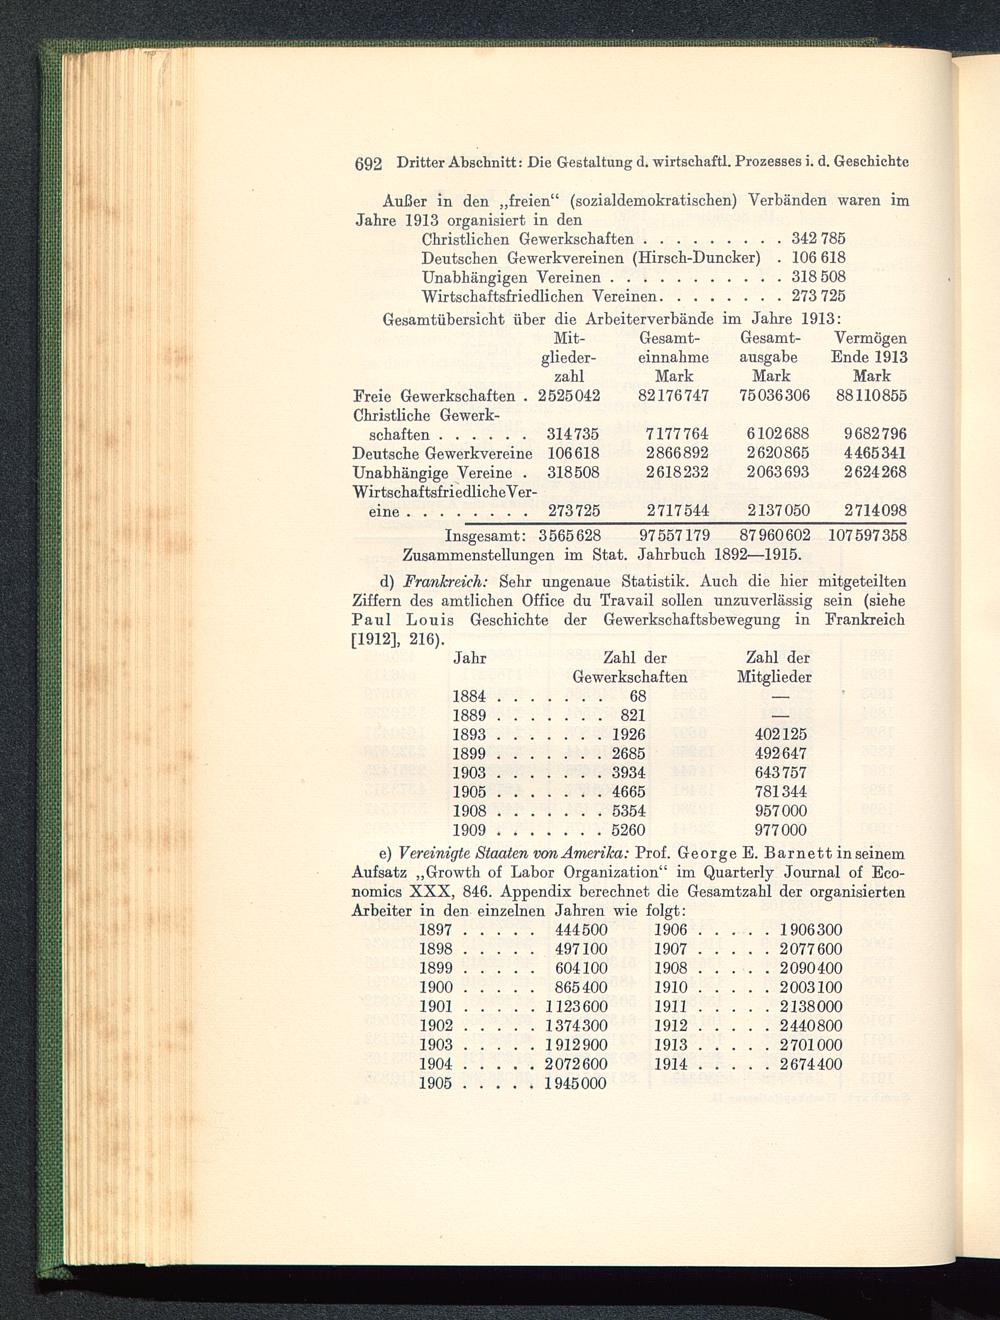 692 Dritter Abschnitt: Die Gestaltung d. wirtschaftl. Prozesses i. d. Geschichte
Außer in den „freien“ (sozialdemokratischen) Verbänden waren im
Jahre 1913 organisiert in den
Christlichen Gewerkschaften . . . . . . . . . 342 785
Deutschen Gewerkvereinen (Hirsch-Duncker) . 106 618
Unabhängigen Vereinen . . . . . . . . . . . 318 508
Wirtschaftsfriedlichen Vereinen. . . . . . . . 273 725
Gesamtübersicht über die Arbeiterverbände im Jahre 1913:
Mit- Gesamt- Gesamt- Vermögen
glieder- einnahme ausgabe Ende 1913
zahl Mark Mark Mark
Freie Gewerkschaften . 2525042 82176747 75036306 88110855
Christliche Gewerk-
schaften . . . . . . 314735 7177764 6102688 9682796
Deutsche Gewerkvereine 106618 2866892 2620865 4465341
Unabhängige Vereine . 318508 2618232 2063693 2624268
WirtschaftsfriedlicheVer-
eine . . . . . . . . 273725 2717544 2137050 2714098
Insgesamt: 3565628 97557179 87960602 107597358
Zusammenstellungen im Stat. Jahrbuch 1892—1915.
d) Frankreich: Sehr ungenaue Statistik. Auch die hier mitgeteilten
Ziffern des amtlichen Office du Travail sollen unzuverlässig sein (siehe
Paul Louis Geschichte der Gewerkschaftsbewegung in Frankreich
[1912], 216).
Jahr Zahl der Zahl der
Gewerkschaften Mitglieder
1884 . . . . . . . 68 —
1889 . . . . . . . 821 —
1893 . . . . . . . 1926 402125
1899 . . . . . . . 2685 492647
1903 . . . . . . . 3934 643757
1905 . . . . . . . 4665 781344
1908 . . . . . . . 5354 957000
1909 . . . . . . . 5260 977000
e) Vereinigte Staaten von Amerika: Prof. George E. Barnett in seinem
Aufsatz „Growth of Labor Organization“ im Quarterly Journal of Eco-
nomics XXX, 846. Appendix berechnet die Gesamtzahl der organisierten
Arbeiter in den einzelnen Jahren wie folgt:
1897 . . . . . 444500 1906 . . . . . 1906300
1898 . . . . . 497100 1907 . . . . . 2077600
1899 . . . . . 604100 1908 . . . . . 2090400
1900 . . . . . 865400 1910 . . . . . 2003100
1901 . . . . . 1123600 1911 . . . . . 2138000
1902 . . . . . 1374300 1912 . . . . . 2440800
1903 . . . . . 1912900 1913 . . . . . 2701000
1904 . . . . . 2072600 1914 . . . . . 2674400
1905 . . . . . 1945000